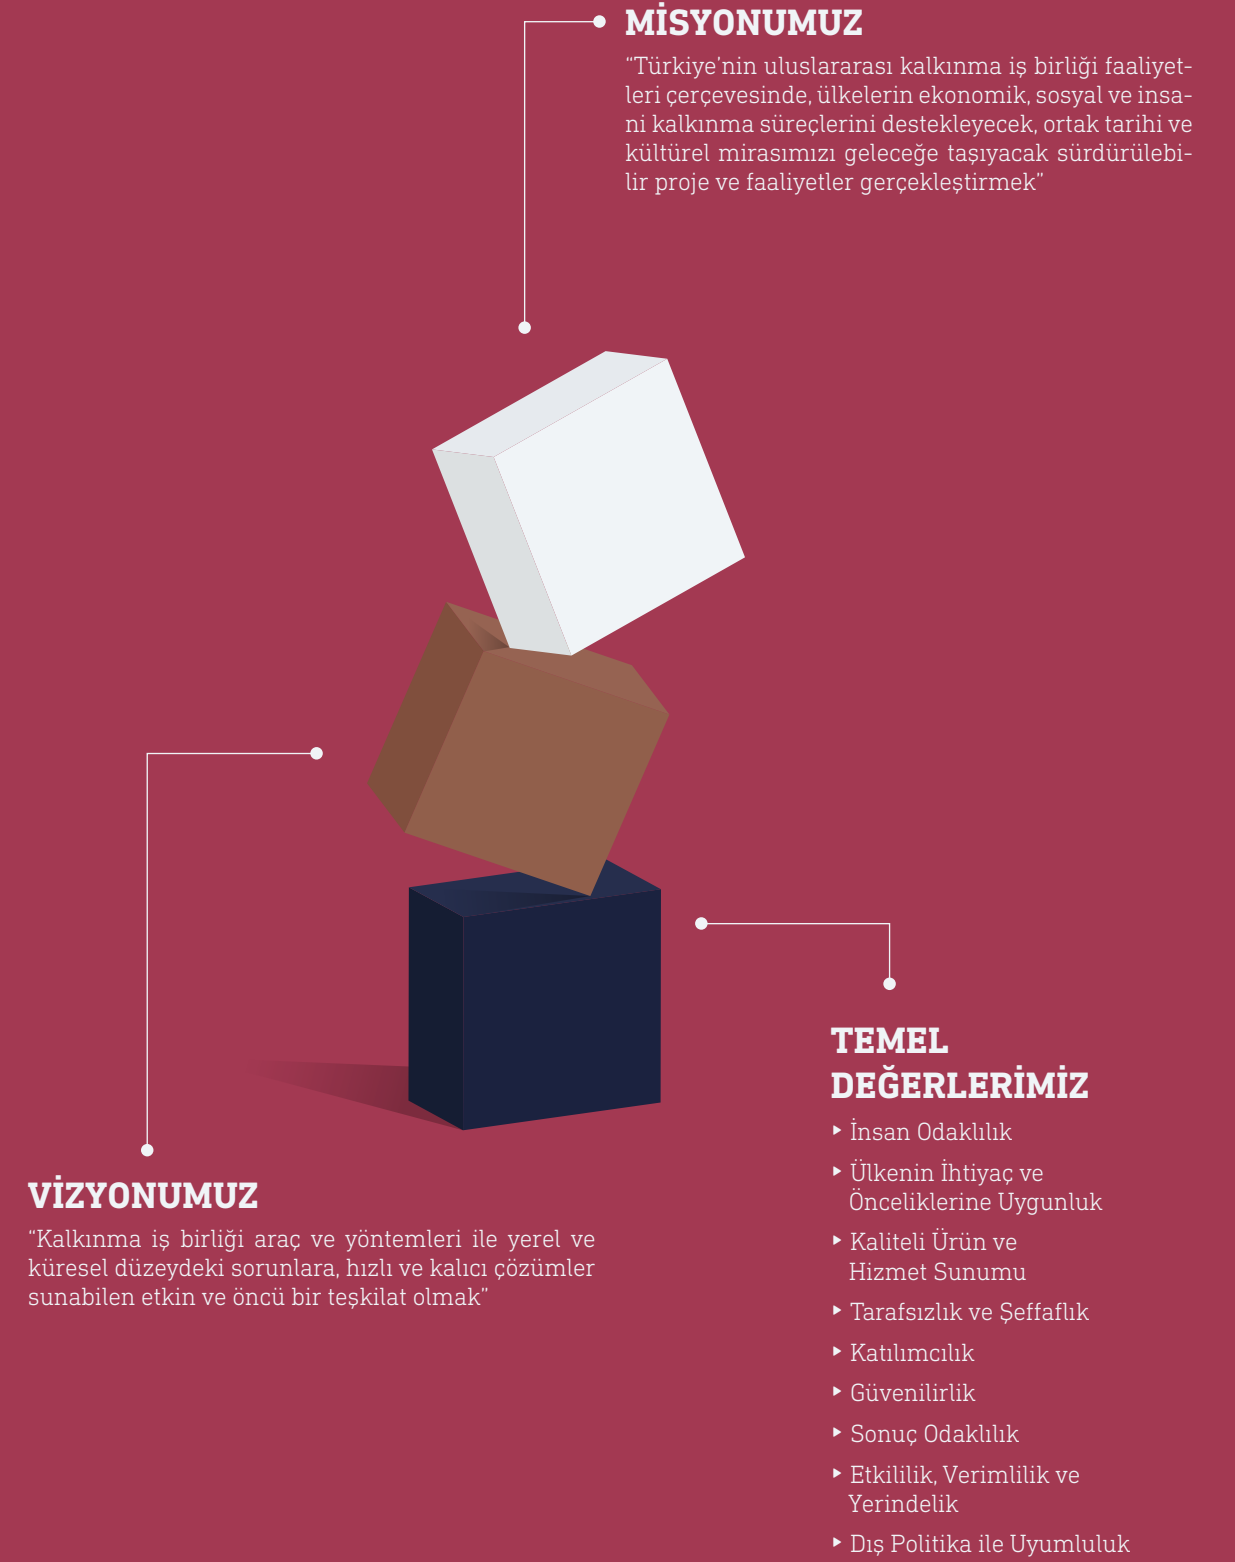 MİSYONUMUZ
“Türkiye’nin uluslararası kalkınma iş birliği faaliyet-
leri çerçevesinde, ülkelerin ekonomik, sosyal ve insa-
ni kalkınma süreçlerini destekleyecek, ortak tarihi ve
kültürel mirasımızı geleceğe taşıyacak sürdürülebi-
lir proje ve faaliyetler gerçekleştirmek”
VİZYONUMUZ
“Kalkınma iş birliği araç ve yöntemleri ile yerel ve
küresel düzeydeki sorunlara, hızlı ve kalıcı çözümler
sunabilen etkin ve öncü bir teşkilat olmak”
TEMEL
DEĞERLERİMİZ
‣ İnsan Odaklılık
‣ Ülkenin İhtiyaç ve
Önceliklerine Uygunluk
‣ Kaliteli Ürün ve
Hizmet Sunumu
‣ Tarafsızlık ve Şeffaflık
‣ Katılımcılık
‣ Güvenilirlik
‣ Sonuç Odaklılık
‣ Etkililik, Verimlilik ve
Yerindelik
‣ Dış Politika ile Uyumluluk